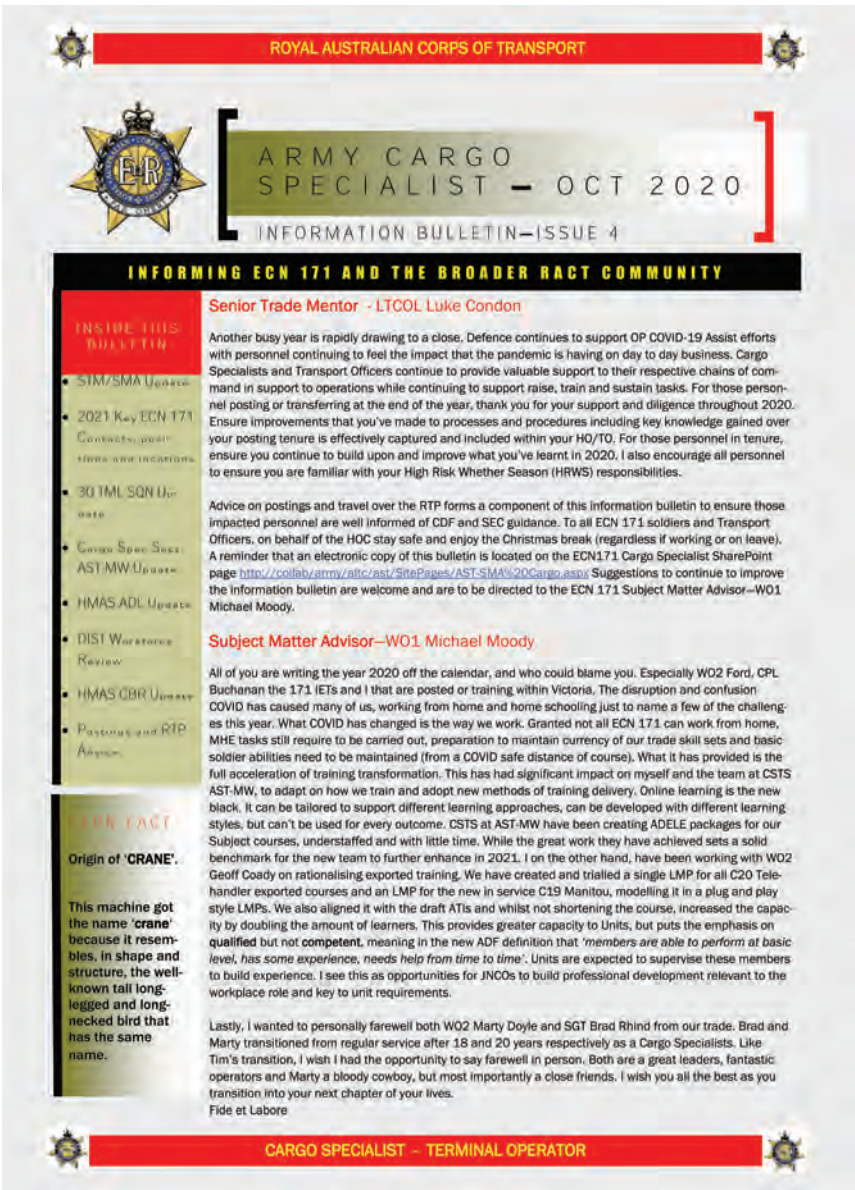 ROYAL AUSTRALIAN CORPS OF TRANSPORT
ARMY CARGO
SPECIALIST – OCT 2020
INFORMATION BULLETIN—ISSUE 4
INFORMING ECN 171 AND THE BROADER RACT COMMUNITY
INSIDE THIS
BULLETIN
• STM/SMA Update
• 2021 Key ECN 171
Contacts, posi-
tions and locations
• 30 TML SQN Up-
date
• Cargo Spec Sect
AST-MW Update
• HMAS ADL Update
• DIST Workforce
Review
• HMAS CBR Update
• Postings and RTP
Advice
FUN FACT
Origin of ‘CRANE’.
This machine got
the name ‘crane’
because it resem-
bles, in shape and
structure, the well-
known tall long-
legged and long-
necked bird that
has the same
name.
Senior Trade Mentor - LTCOL Luke Condon
Another busy year is rapidly drawing to a close. Defence continues to support OP COVID-19 Assist efforts
with personnel continuing to feel the impact that the pandemic is having on day to day business. Cargo
Specialists and Transport Officers continue to provide valuable support to their respective chains of com-
mand in support to operations while continuing to support raise, train and sustain tasks. For those person-
nel posting or transferring at the end of the year, thank you for your support and diligence throughout 2020.
Ensure improvements that you’ve made to processes and procedures including key knowledge gained over
your posting tenure is effectively captured and included within your HO/TO. For those personnel in tenure,
ensure you continue to build upon and improve what you’ve learnt in 2020. I also encourage all personnel
to ensure you are familiar with your High Risk Whether Season (HRWS) responsibilities.
Advice on postings and travel over the RTP forms a component of this information bulletin to ensure those
impacted personnel are well informed of CDF and SEC guidance. To all ECN 171 soldiers and Transport
Officers, on behalf of the HOC stay safe and enjoy the Christmas break (regardless if working or on leave).
A reminder that an electronic copy of this bulletin is located on the ECN171 Cargo Specialist SharePoint
page http://collab/army/altc/ast/SitePages/AST-SMA%20Cargo.aspx Suggestions to continue to improve
the information bulletin are welcome and are to be directed to the ECN 171 Subject Matter Advisor—WO1
Michael Moody.
Subject Matter Advisor—WO1 Michael Moody
All of you are writing the year 2020 off the calendar, and who could blame you. Especially WO2 Ford, CPL
Buchanan the 171 IETs and I that are posted or training within Victoria. The disruption and confusion
COVID has caused many of us, working from home and home schooling just to name a few of the challeng-
es this year. What COVID has changed is the way we work. Granted not all ECN 171 can work from home,
MHE tasks still require to be carried out, preparation to maintain currency of our trade skill sets and basic
soldier abilities need to be maintained (from a COVID safe distance of course). What it has provided is the
full acceleration of training transformation. This has had significant impact on myself and the team at CSTS
AST-MW, to adapt on how we train and adopt new methods of training delivery. Online learning is the new
black. It can be tailored to support different learning approaches, can be developed with different learning
styles, but can’t be used for every outcome. CSTS at AST-MW have been creating ADELE packages for our
Subject courses, understaffed and with little time. While the great work they have achieved sets a solid
benchmark for the new team to further enhance in 2021. I on the other hand, have been working with WO2
Geoff Coady on rationalising exported training. We have created and trialled a single LMP for all C20 Tele-
handler exported courses and an LMP for the new in service C19 Manitou, modelling it in a plug and play
style LMPs. We also aligned it with the draft ATIs and whilst not shortening the course, increased the capac-
ity by doubling the amount of learners. This provides greater capacity to Units, but puts the emphasis on
qualified but not competent, meaning in the new ADF definition that ‘members are able to perform at basic
level, has some experience, needs help from time to time’. Units are expected to supervise these members
to build experience. I see this as opportunities for JNCOs to build professional development relevant to the
workplace role and key to unit requirements.
Lastly, I wanted to personally farewell both WO2 Marty Doyle and SGT Brad Rhind from our trade. Brad and
Marty transitioned from regular service after 18 and 20 years respectively as a Cargo Specialists. Like
Tim’s transition, I wish I had the opportunity to say farewell in person. Both are a great leaders, fantastic
operators and Marty a bloody cowboy, but most importantly a close friends. I wish you all the best as you
transition into your next chapter of your lives.
Fide et Labore
CARGO SPECIALIST – TERMINAL OPERATOR